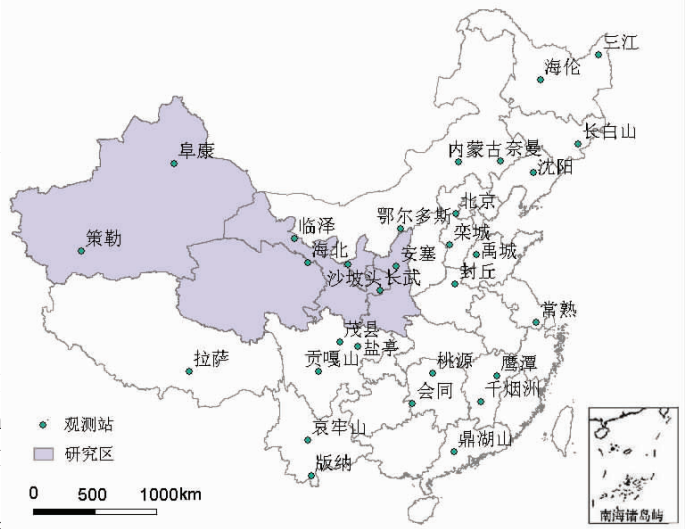 三江
海伦
长白山
内蒙古
奈曼
沈阳
阜康
北京
鄂尔多斯
临泽
栾城
策勒
海北
安塞
禹城
沙坡头
长武
封丘
常熟
茂县
盐亭
拉萨
贡嘎山
桃源
鹰潭
会同
千烟洲
哀牢山
鼎湖山
版纳
观测站
研究区
0 500 1000km
南海诸岛屿